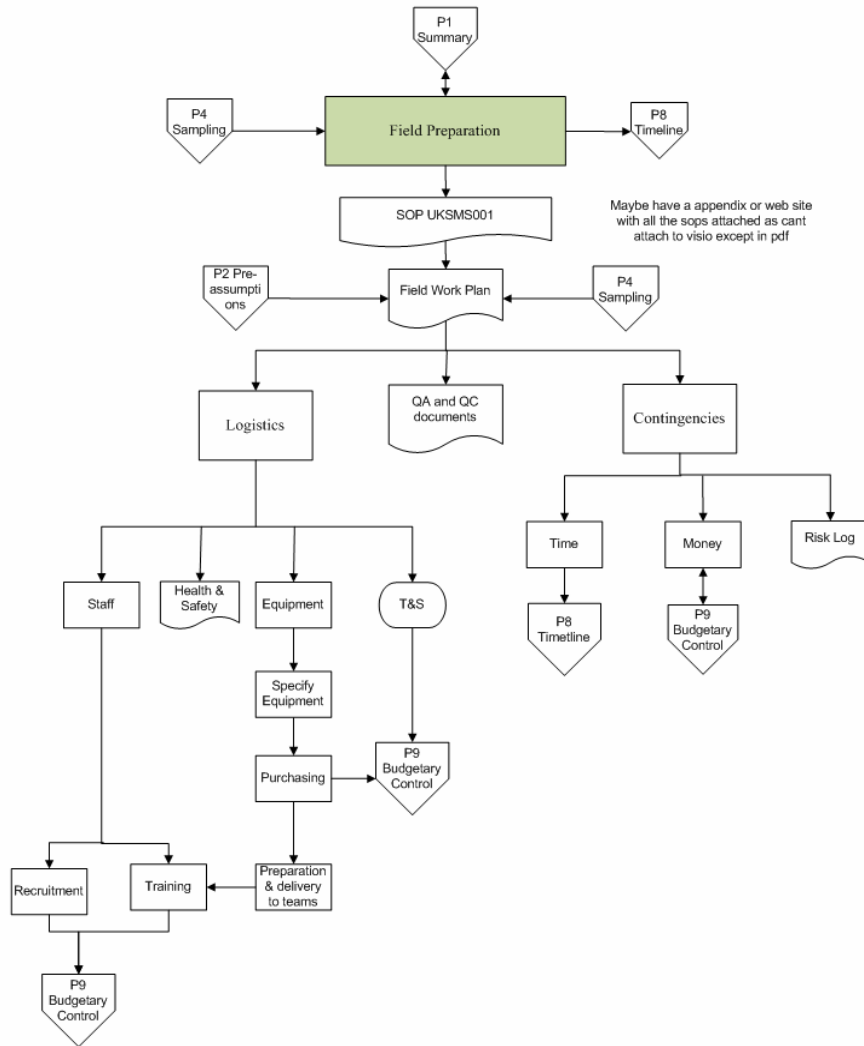 P1
Summary
P4
Sampling
Field Preparation
P8
Timeline
SOP UKSMS001
Maybe have a appendix or web site
with all the sops attached as cant
attach to visio except in pdf
P2 Pre-
assumpti
ons
Field Work Plan
P4
Sampling
Logistics
QA and QC
documents
Contingencies
Time
Money
Risk Log
Staff
Health &
Safety
Equipment
T&S
P8
Timetline
P9
Budgetary
Control
Specify
Equipment
Purchasing
P9
Budgetary
Control
Recruitment
Training
Preparation
& delivery
to teams
P9
Budgetary
Control